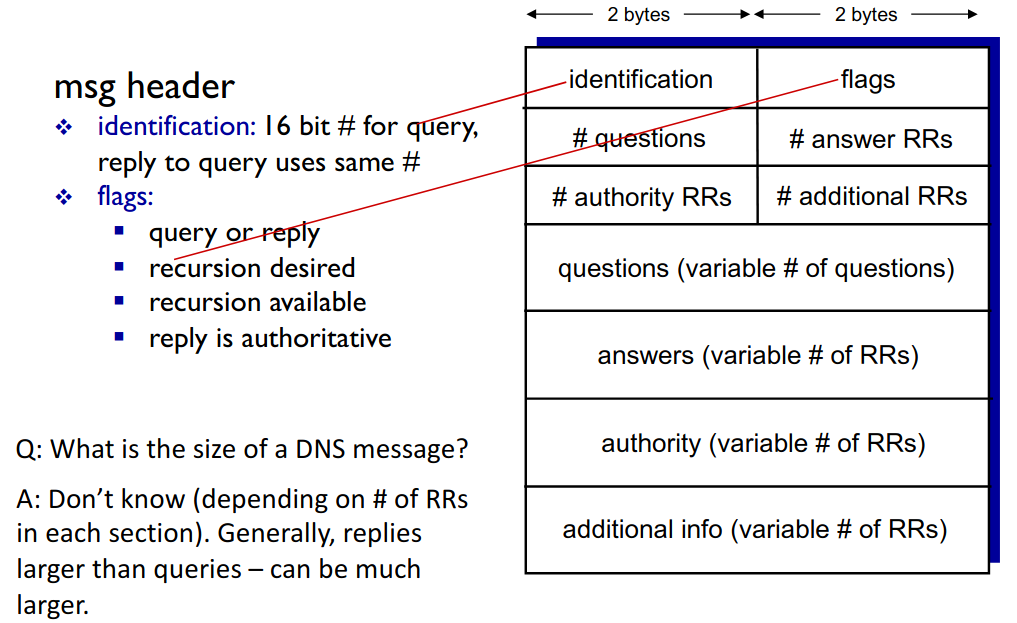 2 bytes 2 bytes
msg header
❖ identification: 16 bit # for query,
reply to query uses same #
❖ flags:
▪ query or reply
▪ recursion desired
▪ recursion available
▪ reply is authoritative
Q: What is the size of a DNS message?
A: Don’t know (depending on # of RRs
in each section). Generally, replies
larger than queries – can be much
larger.
identification flags
# questions # answer RRs
# authority RRs # additional RRs
questions (variable # of questions)
answers (variable # of RRs)
authority (variable # of RRs)
additional info (variable # of RRs)